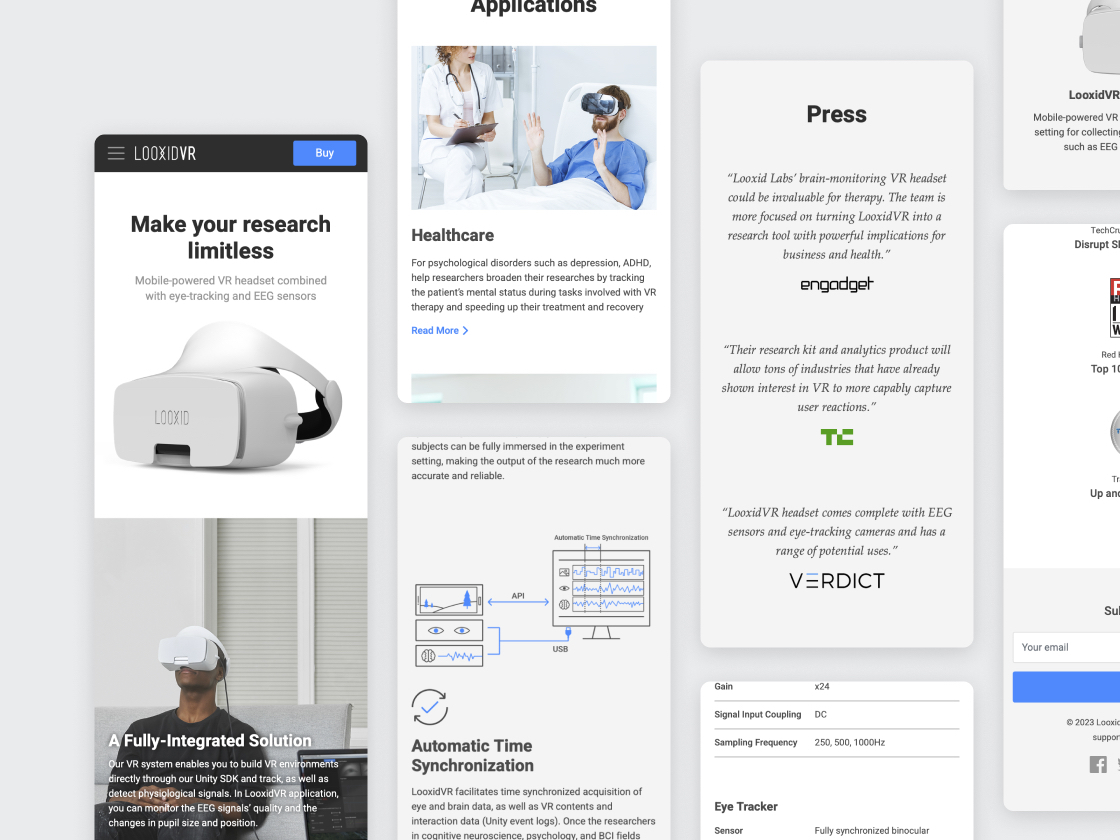 LOOXIDVR
Buy
Make your research
limitless
Mobile-powered VR headset combined
with eye-tracking and EEG sensors
LOOXID
A Fully-Integrated Solution
Our VR system enables you to build VR environments
directly through our Unity SDK and track, as well as
detect physiological signals. In LooxidVR application,
you can monitor the EEG signals’ quality and the
changes in pupil size and position.
Applications
Healthcare
For psychological disorders such as depression, ADHD,
help researchers broaden their researches by tracking
the patient’s mental status during tasks involved with VR
therapy and speeding up their treatment and recovery
Read More
subjects can be fully immersed in the experiment
setting, making the output of the research much more
accurate and reliable.
Automatic Time Synchronization
API
USB
Automatic Time
Synchronization
LooxidVR facilitates time synchronized acquisition of
eye and brain data, as well as VR contents and
interaction data (Unity event logs). Once the researchers
in cognitive neuroscience, psychology, and BCI fields
Press
“Looxid Labs’ brain-monitoring VR headset
could be invaluable for therapy. The team is
more focused on turning LooxidVR into a
research tool with powerful implications for
business and health.”
engadget
“Their research kit and analytics product will
allow tons of industries that have already
shown interest in VR to more capably capture
user reactions.”
TC
“LooxidVR headset comes complete with EEG
sensors and eye-tracking cameras and has a
range of potential uses.”
VERDICT
Gain x24
Signal Input Coupling DC
Sampling Frequency 250, 500, 1000Hz
Eye Tracker
Sensor Fully synchronized binocular
LooxidVR
Mobile-powered VR
setting for collecting
such as EEG
TechCru
Disrupt S
Red
Top 10
Tr
Up and
Su
Your email
© 2023 Looxid
suppor